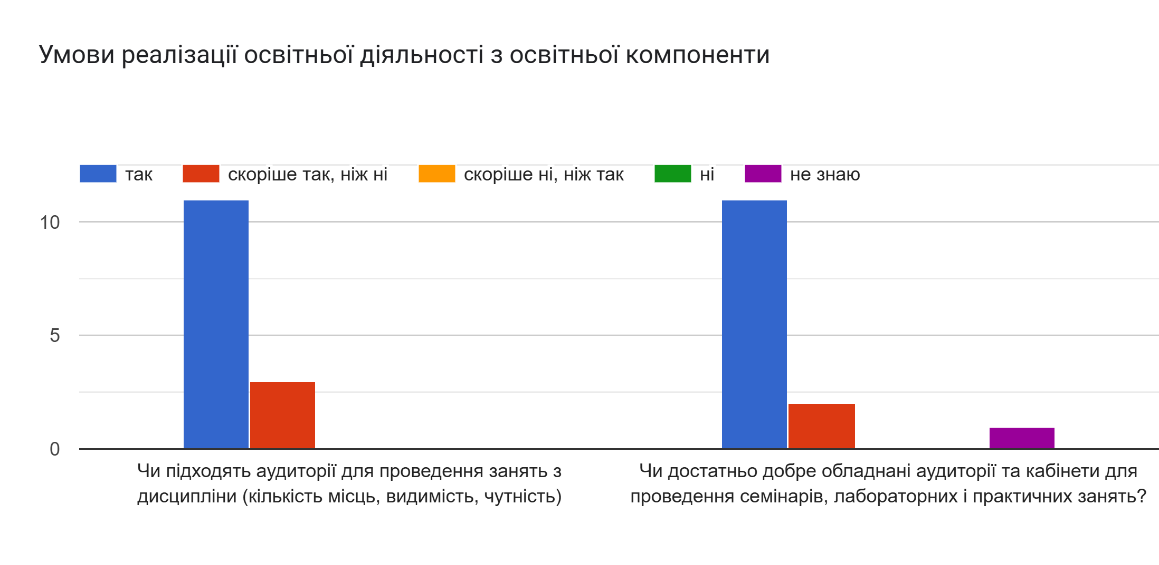 Умови реалізації освітньої діяльності з освітньої компоненти
так
скоріше так, ніж ні
скоріше ні, ніж так
ні
не знаю
10
5
0
Чи підходять аудиторії для проведення занять з
дисципліни (кількість місць, видимість, чутність)
Чи достатньо добре обладнані аудиторії та кабінети для
проведення семінарів, лабораторних і практичних занять?